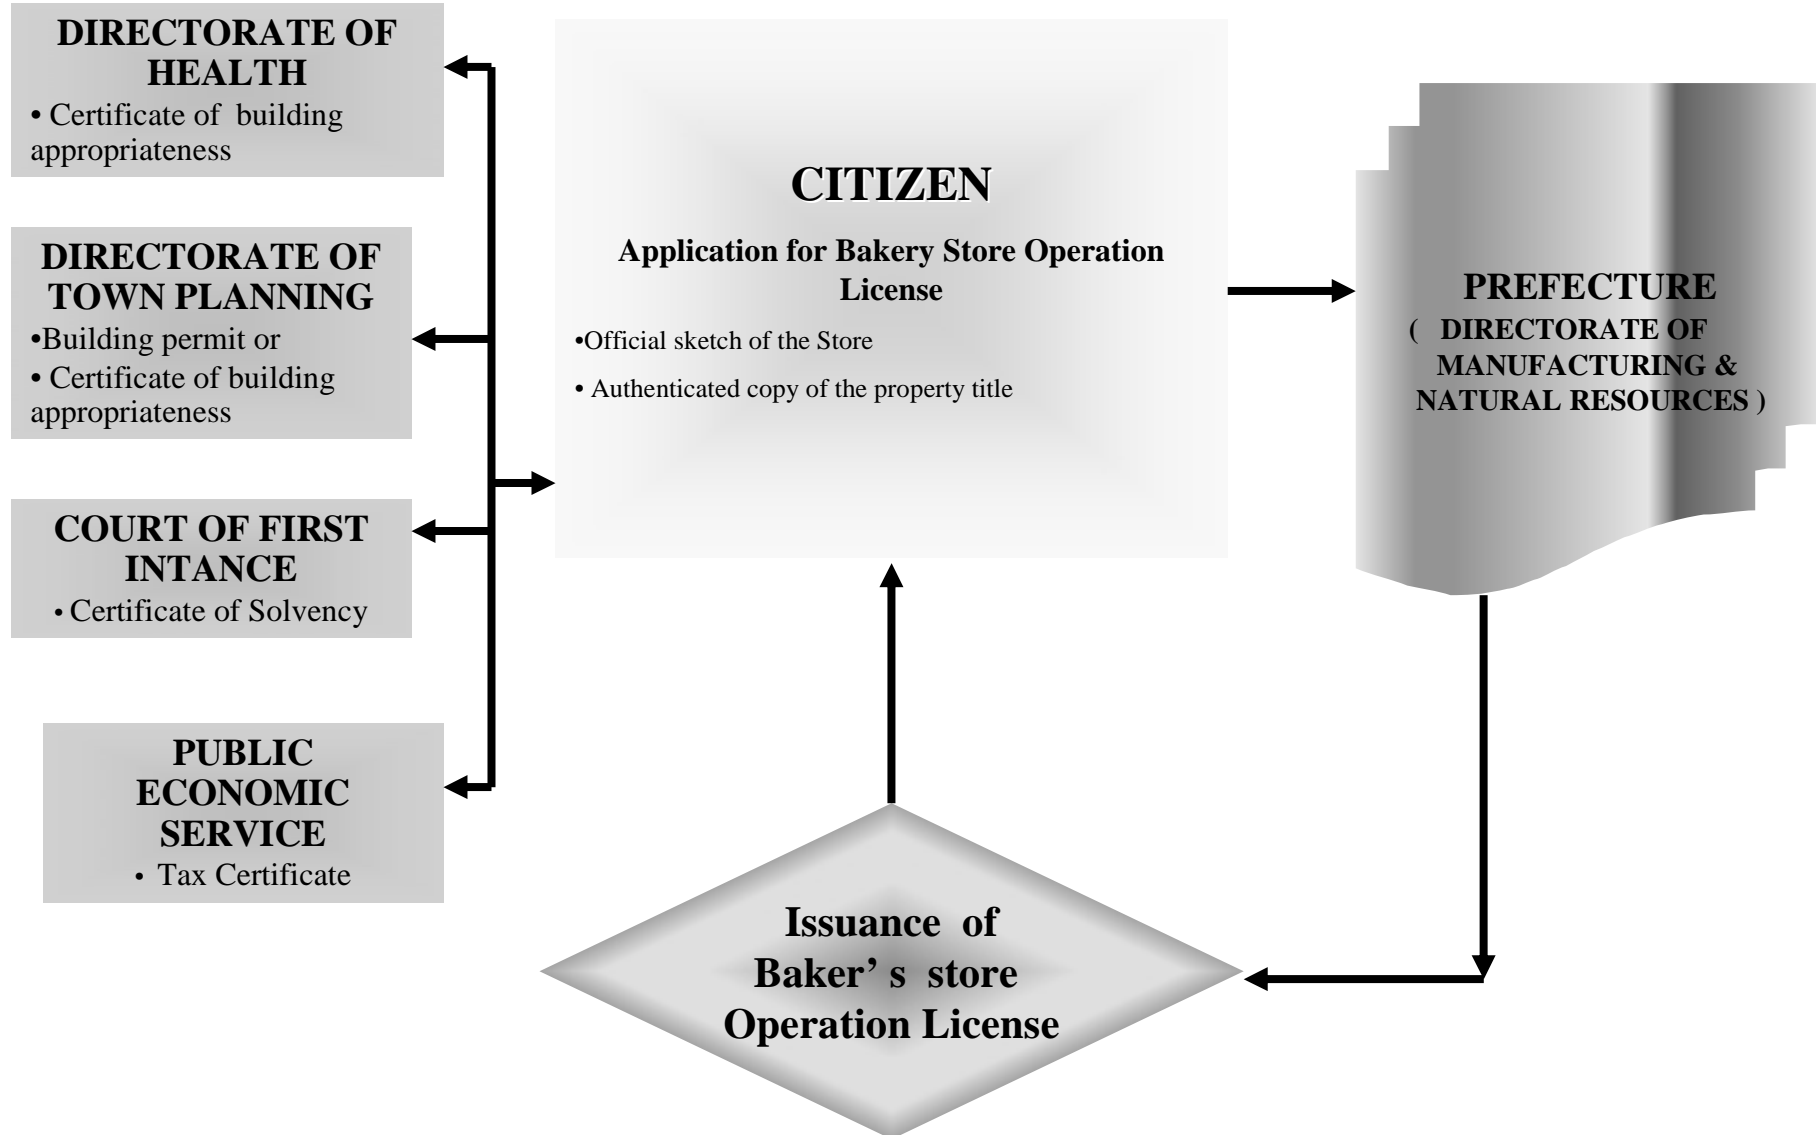 DIRECTORATE OF
HEALTH
• Certificate of building
appropriateness
DIRECTORATE OF
TOWN PLANNING
•Building permit or
• Certificate of building
appropriateness
COURT OF FIRST
INTANCE
• Certificate of Solvency
PUBLIC
ECONOMIC
SERVICE
• Tax Certificate
CITIZEN
Application for Bakery Store Operation
License
•Official sketch of the Store
• Authenticated copy of the property title
PREFECTURE
( DIRECTORATE OF
MANUFACTURING &
NATURAL RESOURCES )
Issuance of
Baker’ s store
Operation License